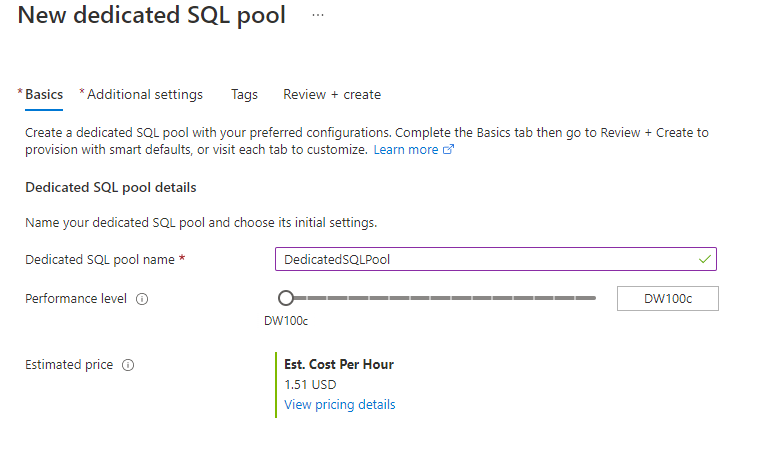 New dedicated SQL pool ...
* Basics * Additional settings Tags Review + create
Create a dedicated SQL pool with your preferred configurations. Complete the Basics tab then go to Review + Create to
provision with smart defaults, or visit each tab to customize. Learn more
Dedicated SQL pool details
Name your dedicated SQL pool and choose its initial settings.
Dedicated SQL pool name * DedicatedSQLPool
Performance level DW100c
DW100c
Estimated price Est. Cost Per Hour
1.51 USD
View pricing details